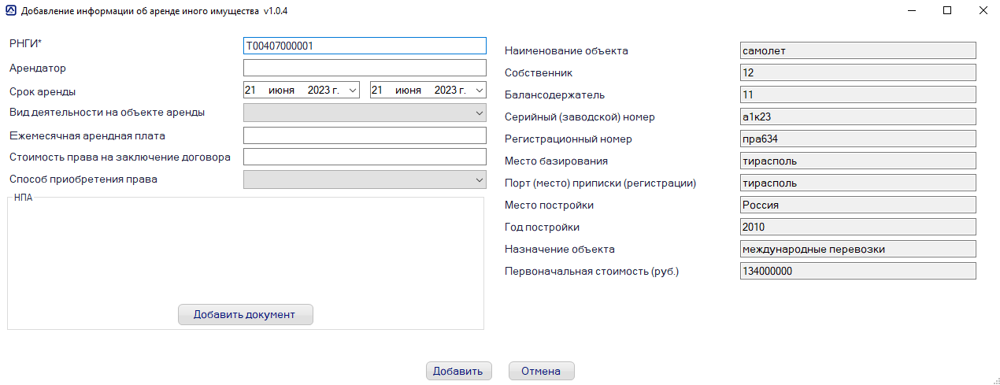 Добавление информации об аренде иного имущества v1.0.4
РНГИ* Т00407000001
Арендатор
Срок аренды 21 июня 2023 г. 21 июня 2023 г.
Вид деятельности на объекте аренды
Ежемесячная арендная плата
Стоимость права на заключение договора
Способ приобретения права
НПА
Добавить документ
Наименование объекта самолет
Собственник 12
Балансодержатель 11
Серийный (заводской) номер а1к23
Регистрационный номер пра634
Место базирования тирасполь
Порт (место) приписки (регистрации) тирасполь
Место постройки Россия
Год постройки 2010
Назначение объекта международные перевозки
Первоначальная стоимость (руб.) 134000000
Добавить Отмена